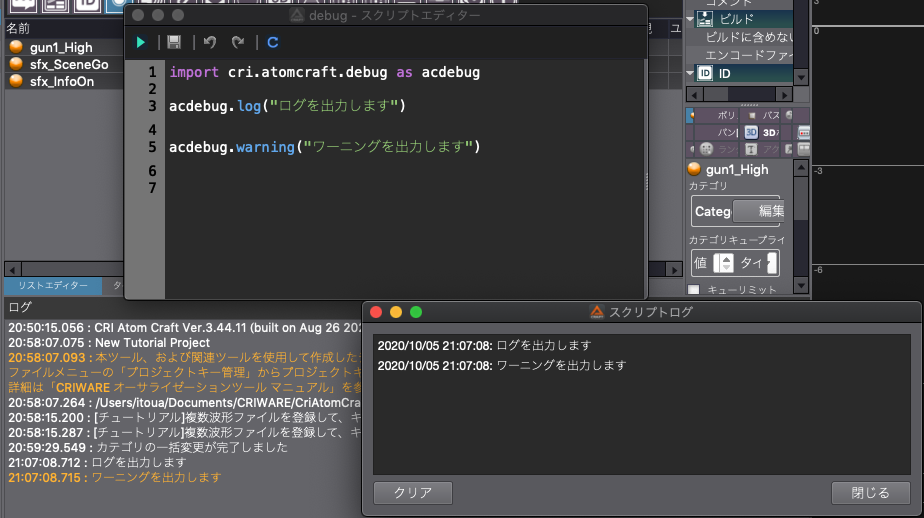 debug - スクリプトエディター
名前
gun1_High
sfx_SceneGo
sfx_InfoOn
1 import cri.atomcraft.debug as acdebug
2
3 acdebug.log("ログを出力します")
4
5 acdebug.warning("ワーニングを出力します")
6
7
コメント
ビルド
ビルドに含めない
エンコードファイ
ID ID
ポリ
パス
パン
3D 3D
ラン
アク
gun1_High
カテゴリ
Categ
編集
カテゴリキュープライ
値
タイ
キューリミット
0
-3
-6
リストエディター
ログ
20:50:15.056 : CRI Atom Craft Ver.3.44.11 (built on Aug 26 202
20:58:07.075 : New Tutorial Project
20:58:07.093 : 本ツール、および関連ツールを使用して作成した
ファイルメニューの「プロジェクトキー管理」からプロジェクトキ
詳細は「CRIWARE オーサライゼーションツール マニュアル」を参
20:58:07.264 : /Users/itoua/Documents/CRIWARE/CriAtomCra
20:58:15.200 : [チュートリアル]複数波形ファイルを登録して、キ
20:58:15.287 : [チュートリアル]複数波形ファイルを登録して、キ
20:59:29.549 : カテゴリの一括変更が完了しました
21:07:08.712 : ログを出力します
21:07:08.715 : ワーニングを出力します
スクリプトログ
2020/10/05 21:07:08: ログを出力します
2020/10/05 21:07:08: ワーニングを出力します
クリア
閉じる